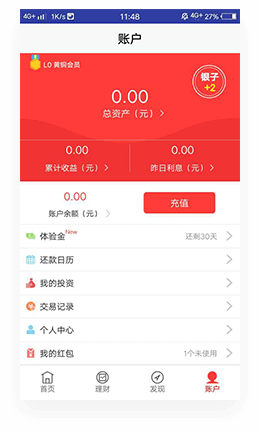 4G+ 1K/s 11:48 4G+ 27%
账户
L0 黄铜会员
银子
+2
0.00
总资产（元）
0.00 0.00
累计收益（元） 昨日利息（元）
0.00
账户余额（元） 充值
体验金 New 还剩30天
还款日历
我的投资
交易记录
个人中心
我的红包 1个未使用
首页 理财 发现 账户